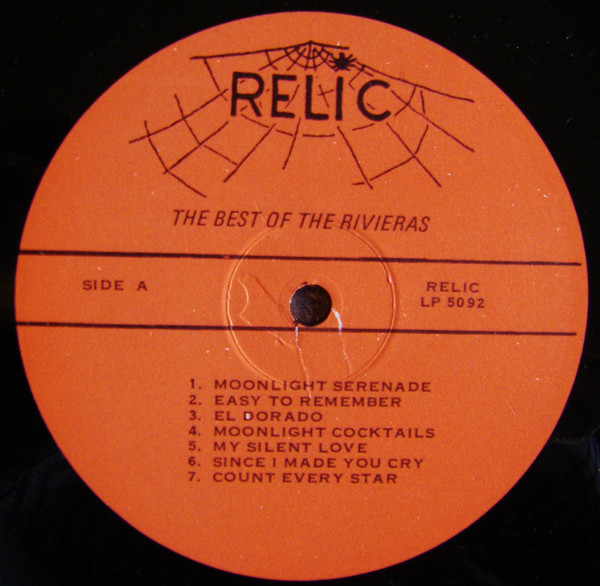 RELIC
THE BEST OF THE RIVIERAS
SIDE A
RELIC
LP 5092
1. MOONLIGHT SERENADE
2. EASY TO REMEMBER
3. EL DORADO
4. MOONLIGHT COCKTAILS
5. MY SILENT LOVE
6. SINCE I MADE YOU CRY
7. COUNT EVERY STAR